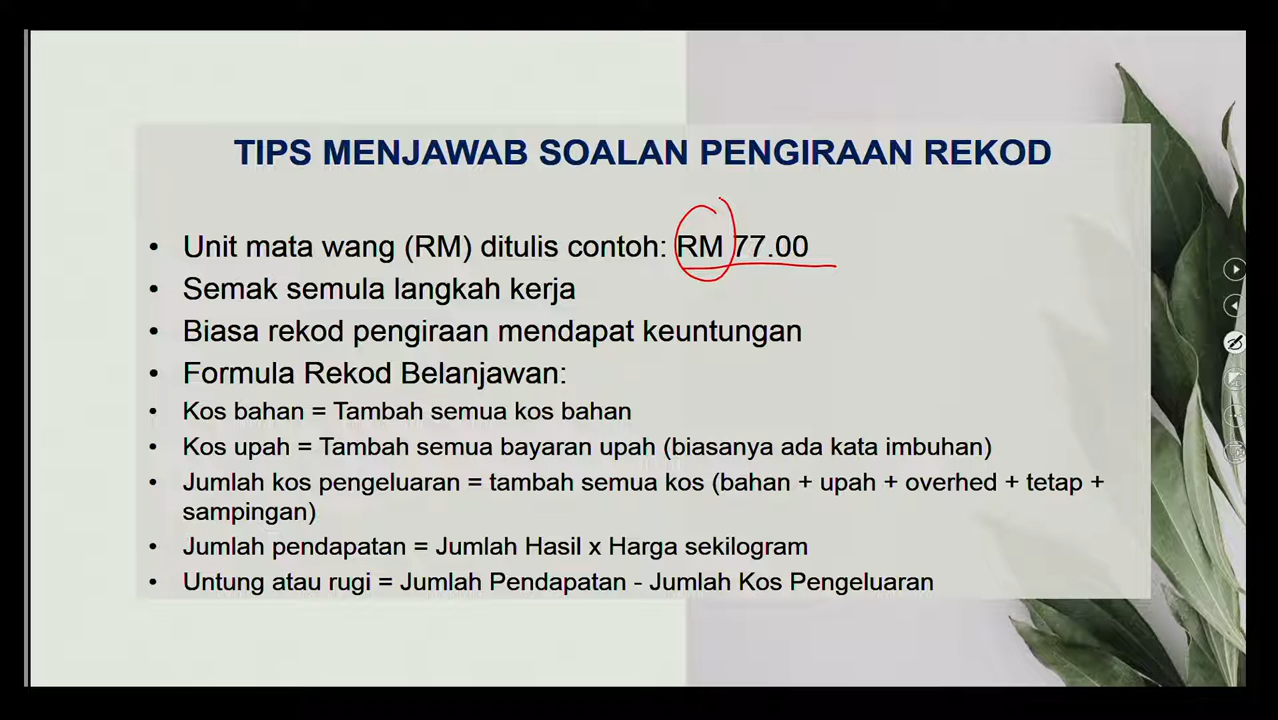 TIPS MENJAWAB SOALAN PENGIRAAN REKOD
• Unit mata wang (RM) ditulis contoh: RM 77.00
• Semak semula langkah kerja
• Biasa rekod pengiraan mendapat keuntungan
• Formula Rekod Belanjawan:
• Kos bahan = Tambah semua kos bahan
• Kos upah = Tambah semua bayaran upah (biasanya ada kata imbuhan)
• Jumlah kos pengeluaran = tambah semua kos (bahan + upah + overhed + tetap +
sampingan)
• Jumlah pendapatan = Jumlah Hasil x Harga sekilogram
• Untung atau rugi = Jumlah Pendapatan - Jumlah Kos Pengeluaran